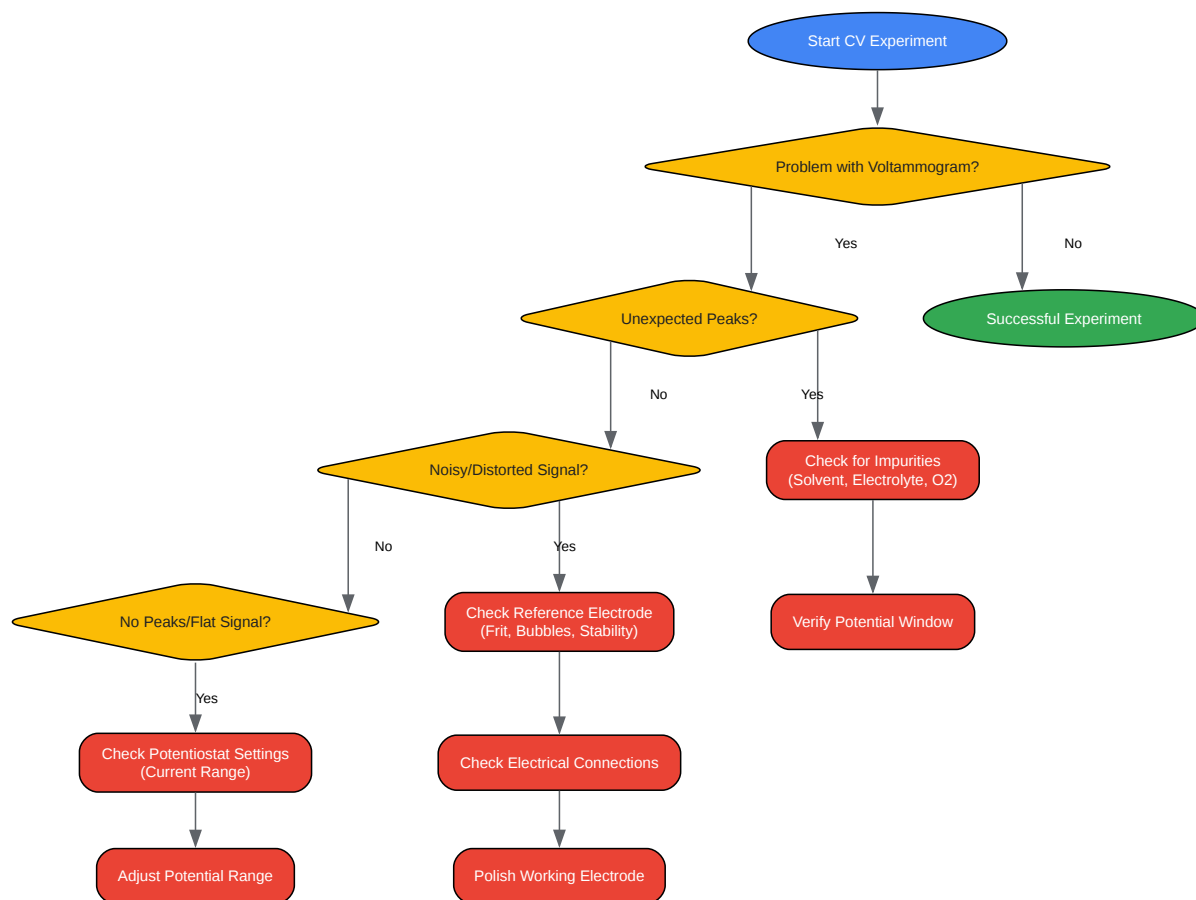 Start CV Experiment
Problem with Voltammogram?
Yes
No
Unexpected Peaks?
Successful Experiment
No
Yes
Noisy/Distorted Signal?
Check for Impurities
(Solvent, Electrolyte, O2)
No
Yes
No Peaks/Flat Signal?
Check Reference Electrode
(Frit, Bubbles, Stability)
Verify Potential Window
Yes
Check Potentiostat Settings
(Current Range)
Check Electrical Connections
Adjust Potential Range
Polish Working Electrode